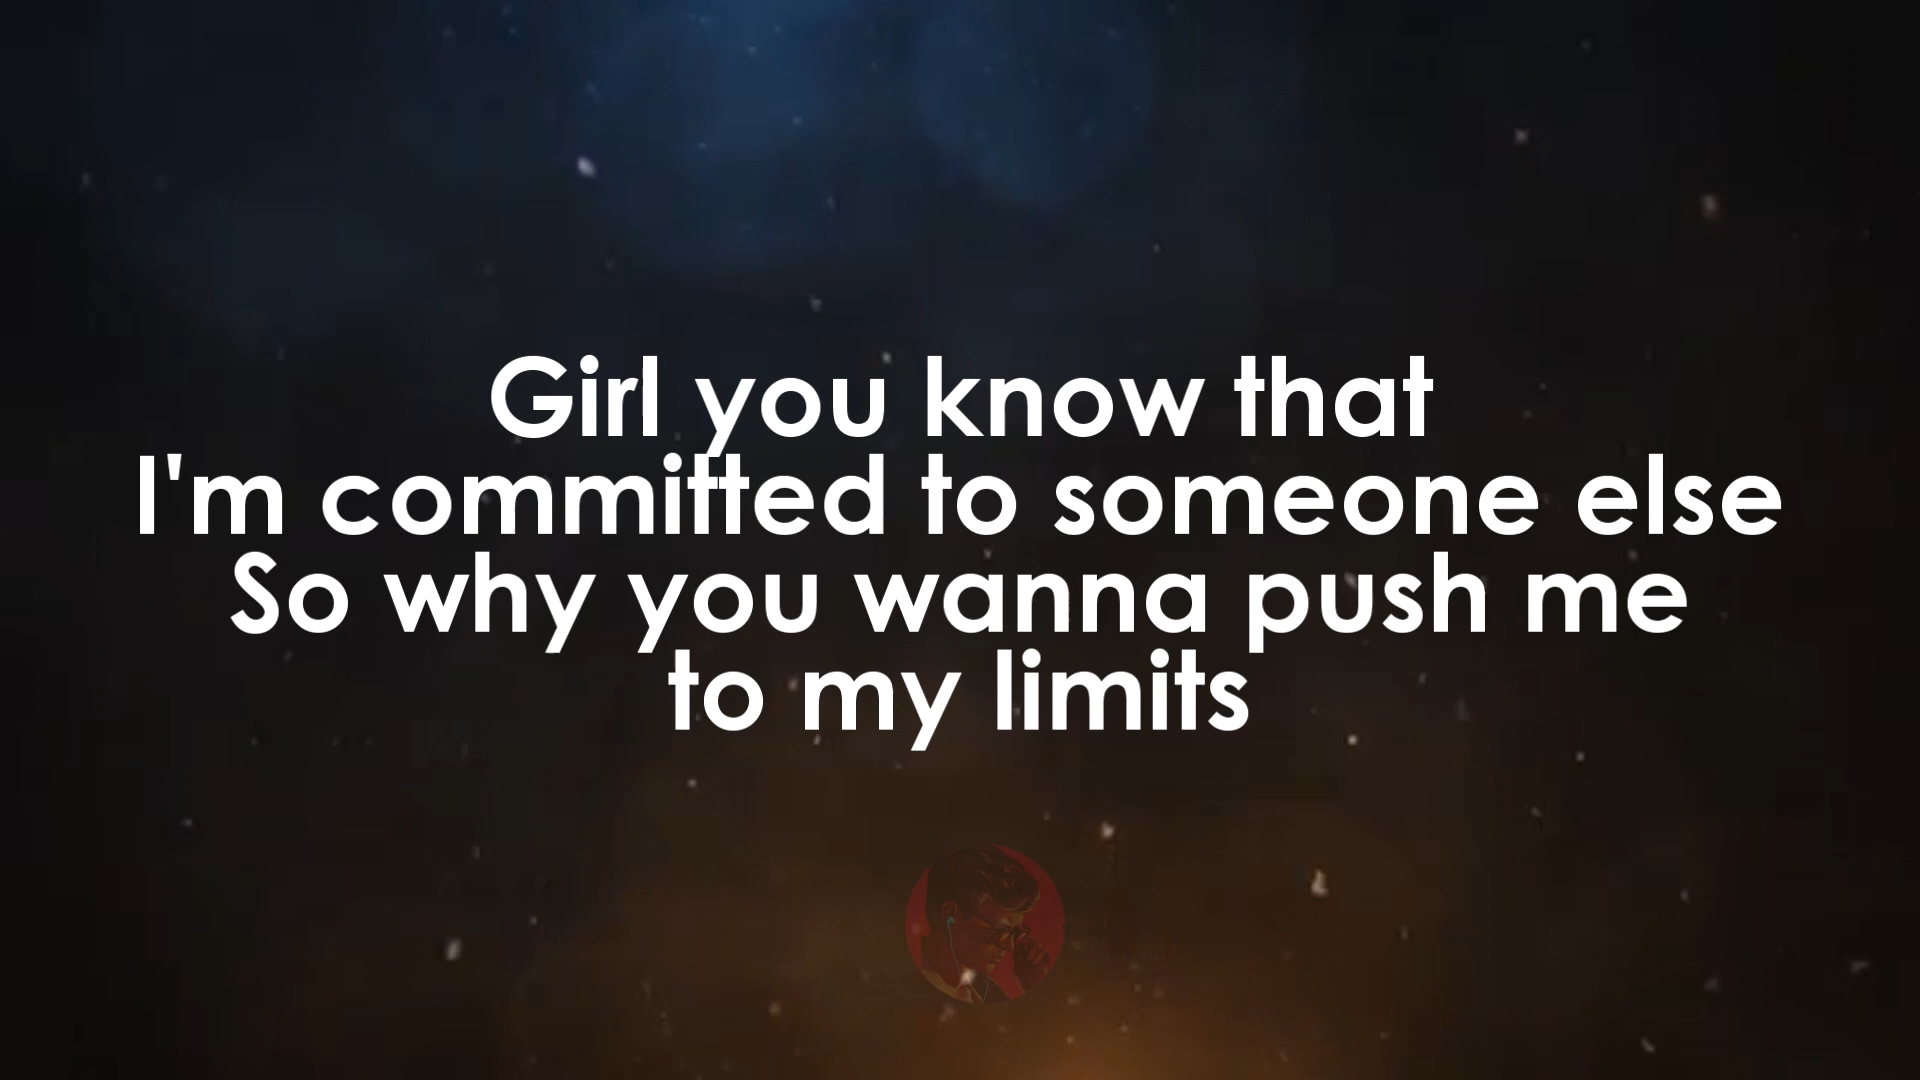 Girl you know that
I'm committed to someone else
So why you wanna push me
to my limits